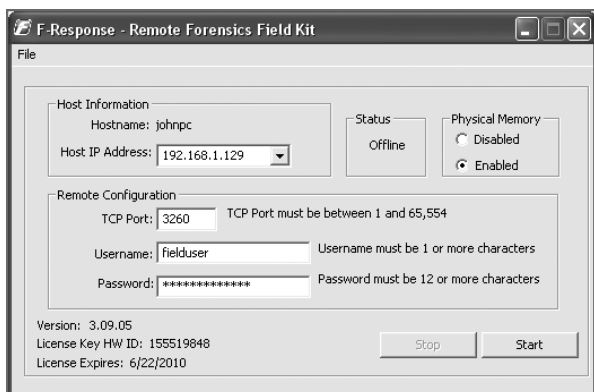 F-Response - Remote Forensics Field Kit
File
Host Information
Hostname: johnpc
Host IP Address: 192.168.1.129
Status
Offline
Physical Memory
Disabled
Enabled
Remote Configuration
TCP Port: 3260 TCP Port must be between 1 and 65,554
Username: fielduser Username must be 1 or more characters
Password: ************* Password must be 12 or more characters
Version: 3.09.05
License Key HW ID: 155519848
License Expires: 6/22/2010
Stop Start